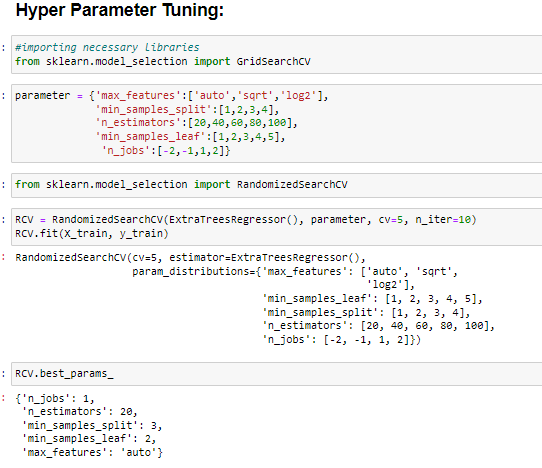 Hyper Parameter Tuning:
: #importing necessary libraries
from sklearn.model_selection import GridSearchCV
: parameter = {'max_features':['auto','sqrt','log2'],
'min_samples_split':[1,2,3,4],
'n_estimators':[20,40,60,80,100],
'min_samples_leaf':[1,2,3,4,5],
'n_jobs':[-2,-1,1,2]}
: from sklearn.model_selection import RandomizedSearchCV
: RCV = RandomizedSearchCV(ExtraTreesRegressor(), parameter, cv=5, n_iter=10)
RCV.fit(X_train, y_train)
: RandomizedSearchCV(cv=5, estimator=ExtraTreesRegressor(),
param_distributions={'max_features': ['auto', 'sqrt',
'log2'],
'min_samples_leaf': [1, 2, 3, 4, 5],
'min_samples_split': [1, 2, 3, 4],
'n_estimators': [20, 40, 60, 80, 100],
'n_jobs': [-2, -1, 1, 2]})
: RCV.best_params_
: {'n_jobs': 1,
'n_estimators': 20,
'min_samples_split': 3,
'min_samples_leaf': 2,
'max_features': 'auto'}